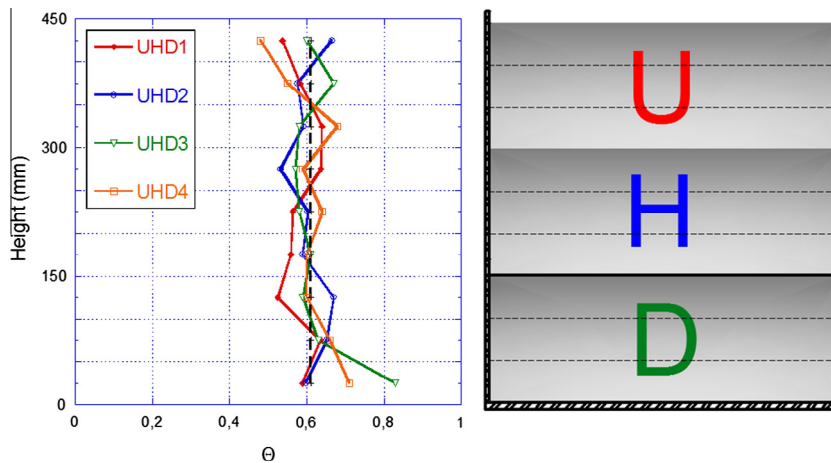 450
300
150
0
Height (mm)
UHD1
UHD2
UHD3
UHD4
0
0,2
0,4
0,6
0,8
1
Θ
U
H
D